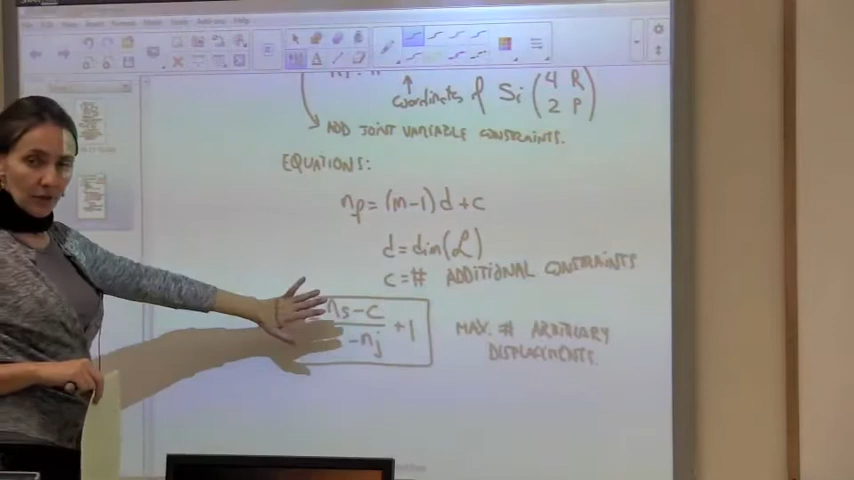 coordinates of Si (4 R
2 P)
ADD JOINT VARIABLE CONSTRAINTS.
EQUATIONS:
np = (m-1)d + c
d = dim(L)
c = # ADDITIONAL CONSTRAINTS
ns - c
- nj + 1
MAX. # ARBITRARY
DISPLACEMENTS.